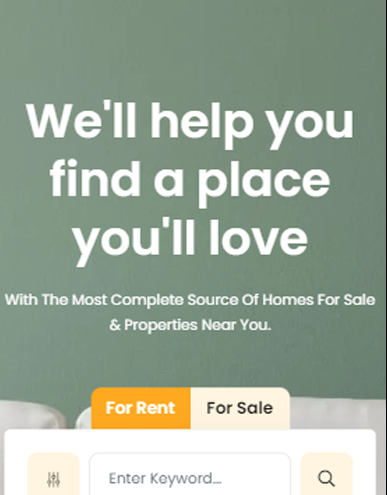 We'll help you
find a place
you'll love
With The Most Complete Source Of Homes For Sale
& Properties Near You.
For Rent For Sale
Enter Keyword...